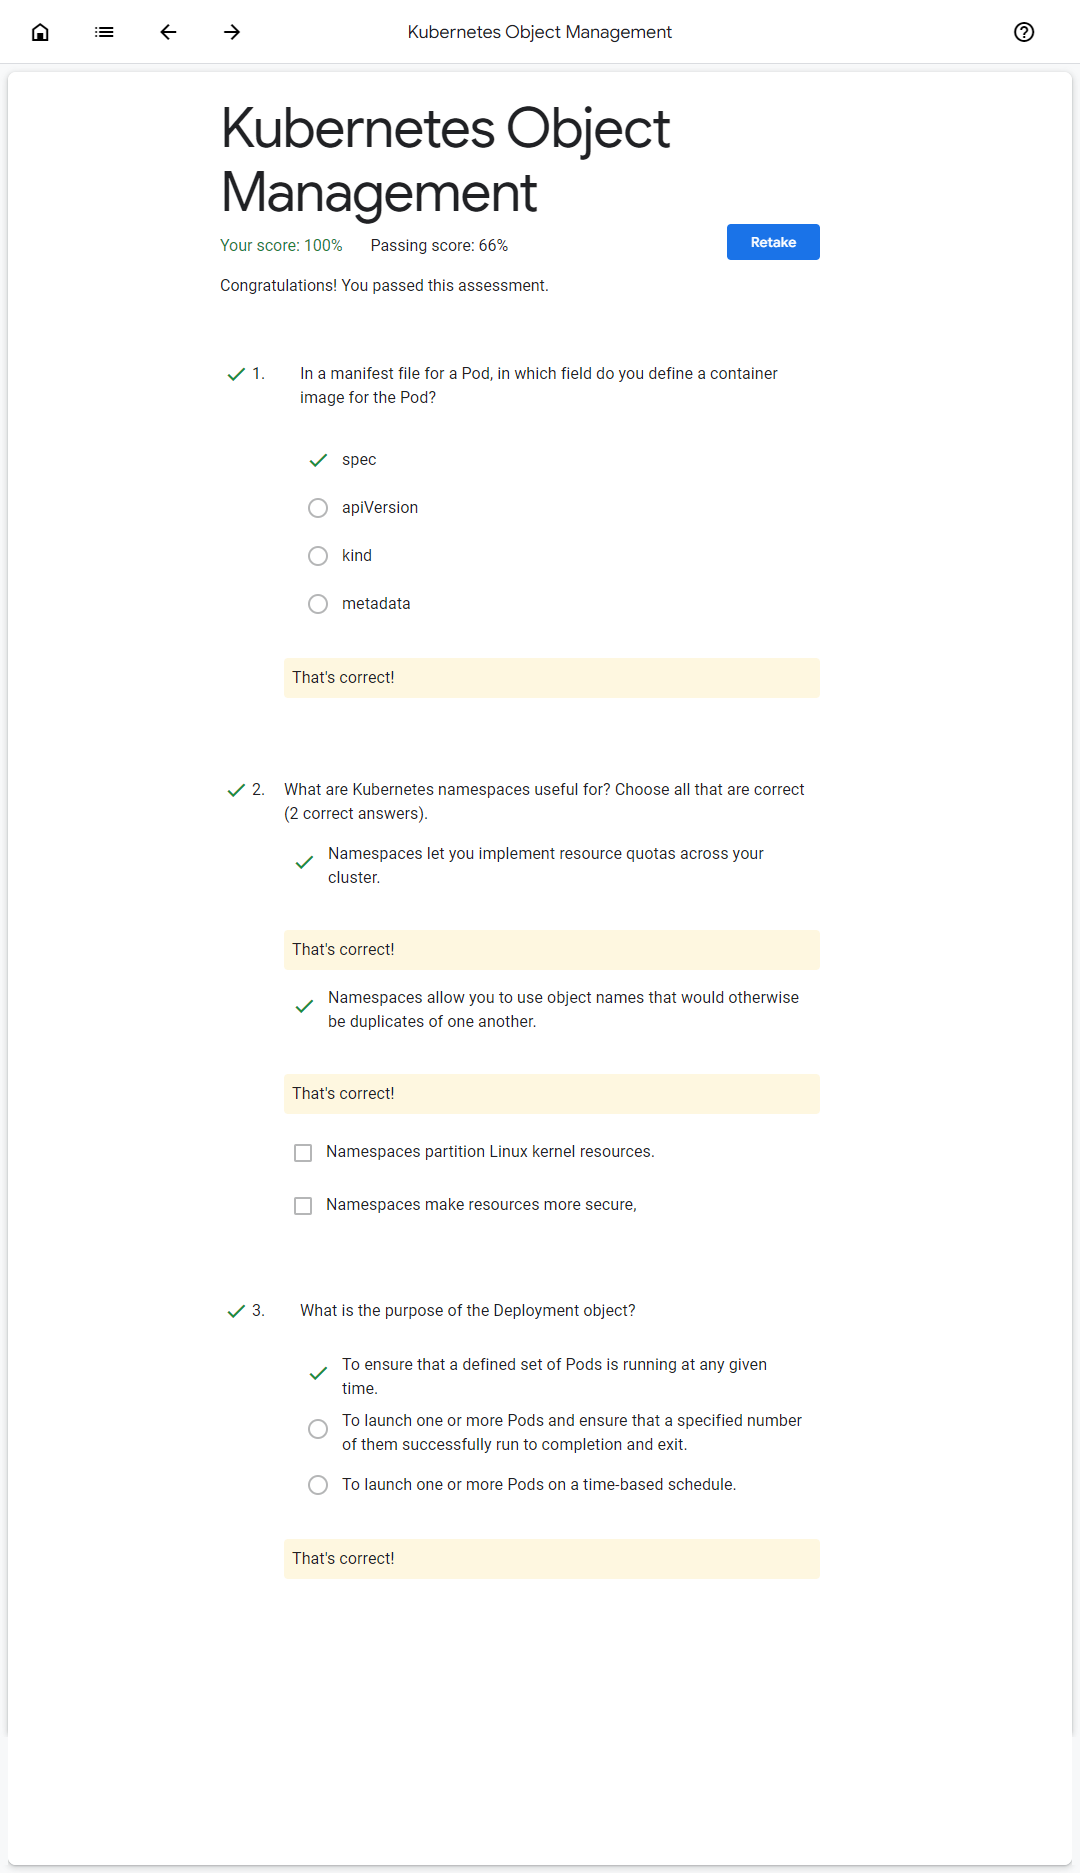 Kubernetes Object Management
Kubernetes Object
Management
Your score: 100% Passing score: 66%
Retake
Congratulations! You passed this assessment.
1. In a manifest file for a Pod, in which field do you define a container
image for the Pod?
spec
apiVersion
kind
metadata
That's correct!
2. What are Kubernetes namespaces useful for? Choose all that are correct
(2 correct answers).
Namespaces let you implement resource quotas across your
cluster.
That's correct!
Namespaces allow you to use object names that would otherwise
be duplicates of one another.
That's correct!
Namespaces partition Linux kernel resources.
Namespaces make resources more secure,
3. What is the purpose of the Deployment object?
To ensure that a defined set of Pods is running at any given
time.
To launch one or more Pods and ensure that a specified number
of them successfully run to completion and exit.
To launch one or more Pods on a time-based schedule.
That's correct!